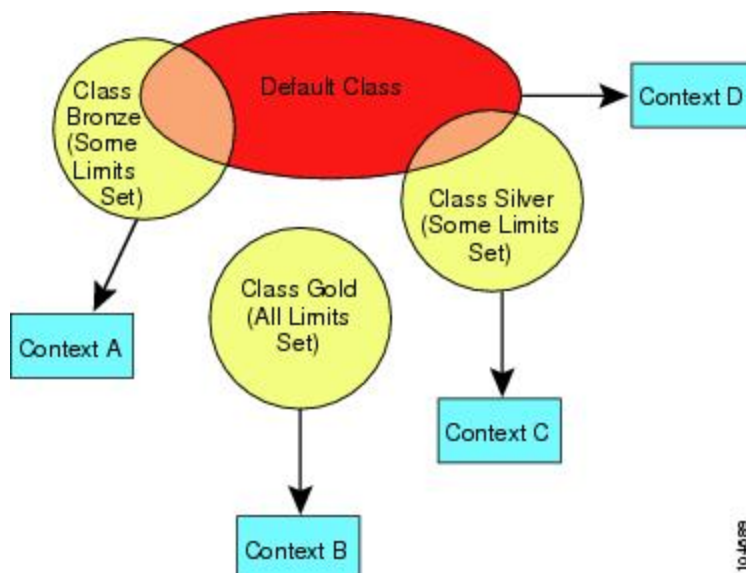 Default Class
Class
Bronze
(Some
Limits
Set)
Context D
Class Silver
(Some Limits
Set)
Class Gold
(All Limits
Set)
Context A
Context C
Context B
104689